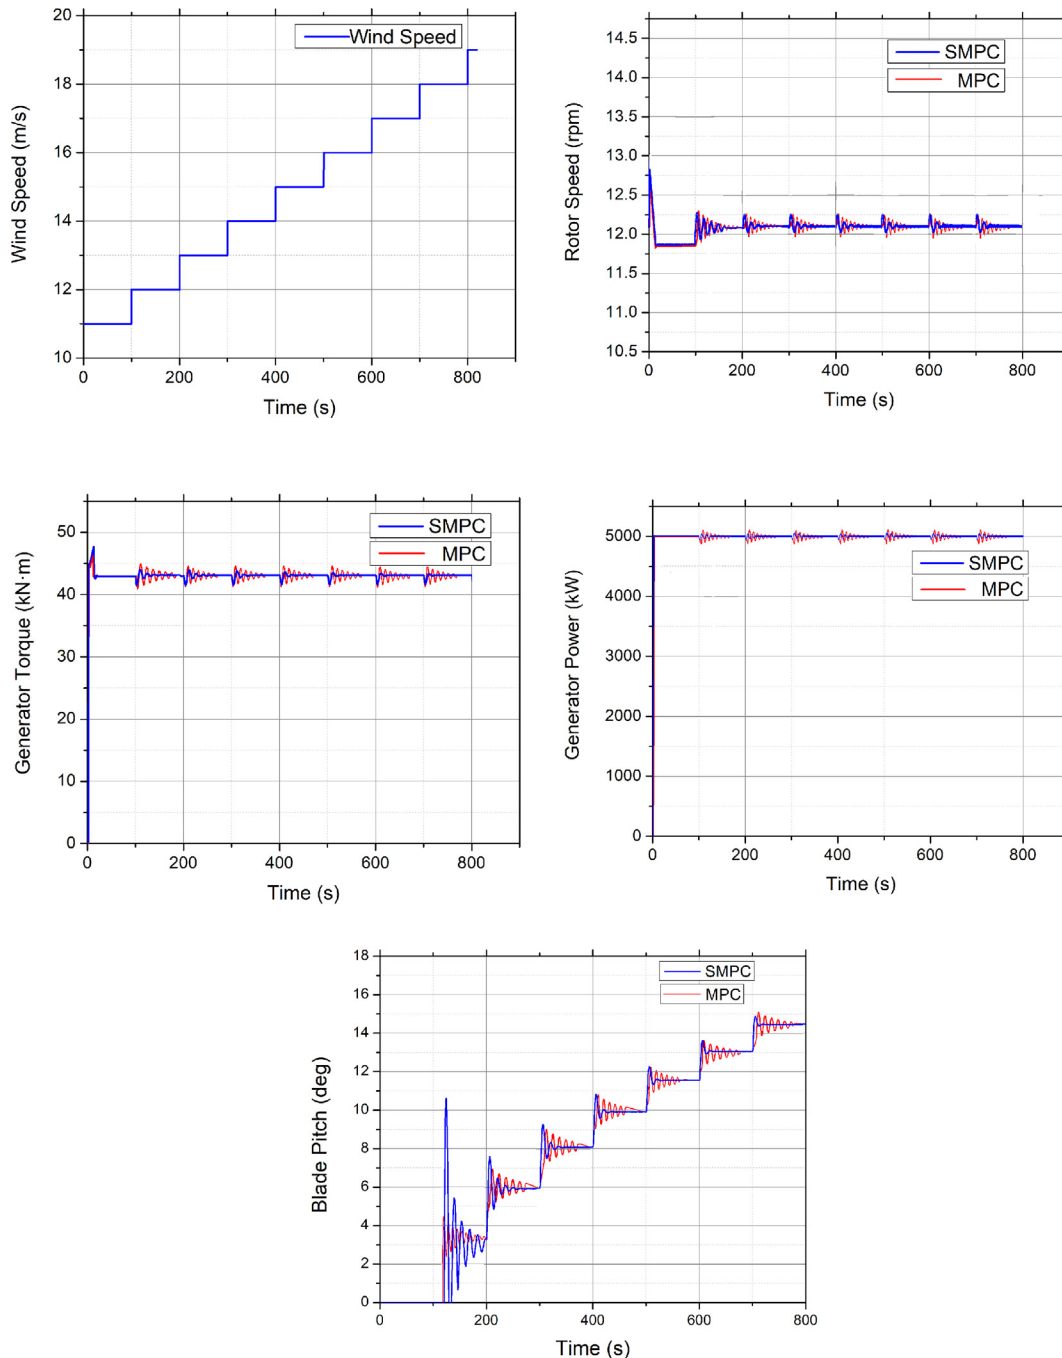 20
18
16
14
12
10
Wind Speed (m/s)
Wind Speed
0 200 400 600 800
Time (s)
14.5
14.0
13.5
13.0
12.5
12.0
11.5
11.0
10.5
Rotor Speed (rpm)
SMPC
MPC
0 200 400 600 800
Time (s)
50
40
30
20
10
0
Generator Torque (kN·m)
SMPC
MPC
0 200 400 600 800
Time (s)
5000
4000
3000
2000
1000
0
Generator Power (kW)
SMPC
MPC
0 200 400 600 800
Time (s)
18
16
14
12
10
8
6
4
2
0
Blade Pitch (deg)
SMPC
MPC
0 200 400 600 800
Time (s)